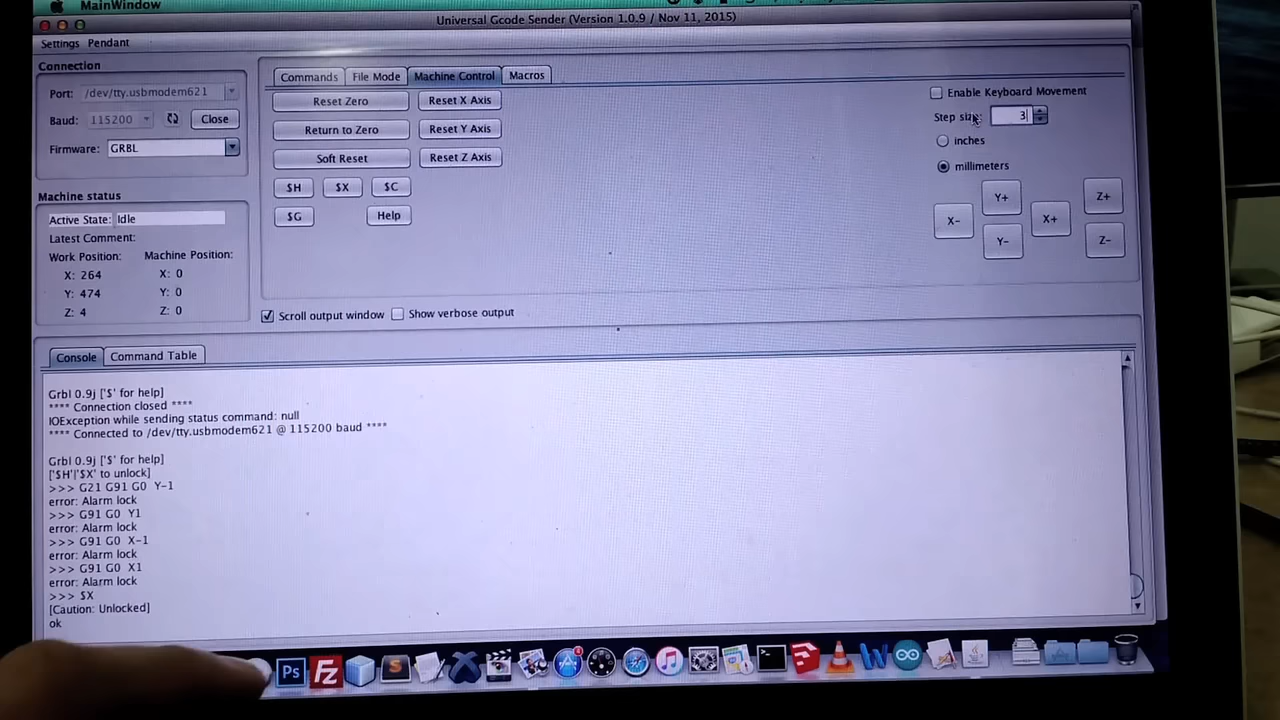 MainWindow
Universal Gcode Sender (Version 1.0.9 / Nov 11, 2015)
Settings Pendant
Connection
Port: /dev/tty.usbmodem621
Baud: 115200 Close
Firmware: GRBL
Machine status
Active State: Idle
Latest Comment:
Work Position: Machine Position:
X: 264 X: 0
Y: 474 Y: 0
Z: 4 Z: 0
Commands File Mode Machine Control Macros
Reset Zero Reset X Axis
Return to Zero Reset Y Axis
Soft Reset Reset Z Axis
$H $X $C
$G Help
Enable Keyboard Movement
Step size: 3
inches
millimeters
Y+ Z+
X- X+
Y- Z-
Scroll output window Show verbose output
Console Command Table
Grbl 0.9j ['$' for help]
**** Connection closed ****
IOException while sending status command: null
**** Connected to /dev/tty.usbmodem621 @ 115200 baud ****
Grbl 0.9j ['$' for help]
['$H'|'$X' to unlock]
>>> G21 G91 G0 Y-1
error: Alarm lock
>>> G91 G0 Y1
error: Alarm lock
>>> G91 G0 X-1
error: Alarm lock
>>> G91 G0 X1
error: Alarm lock
>>> $X
[Caution: Unlocked]
ok
Ps Fz S W